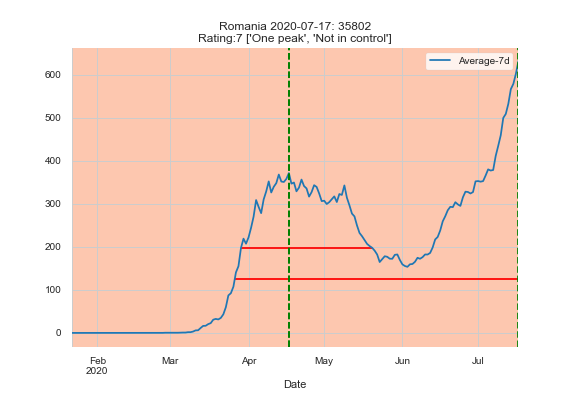 Romania 2020-07-17: 35802
Rating:7 ['One peak', 'Not in control']
Average-7d
600
500
400
300
200
100
0
Feb
2020
Mar
Apr
May
Jun
Jul
Date